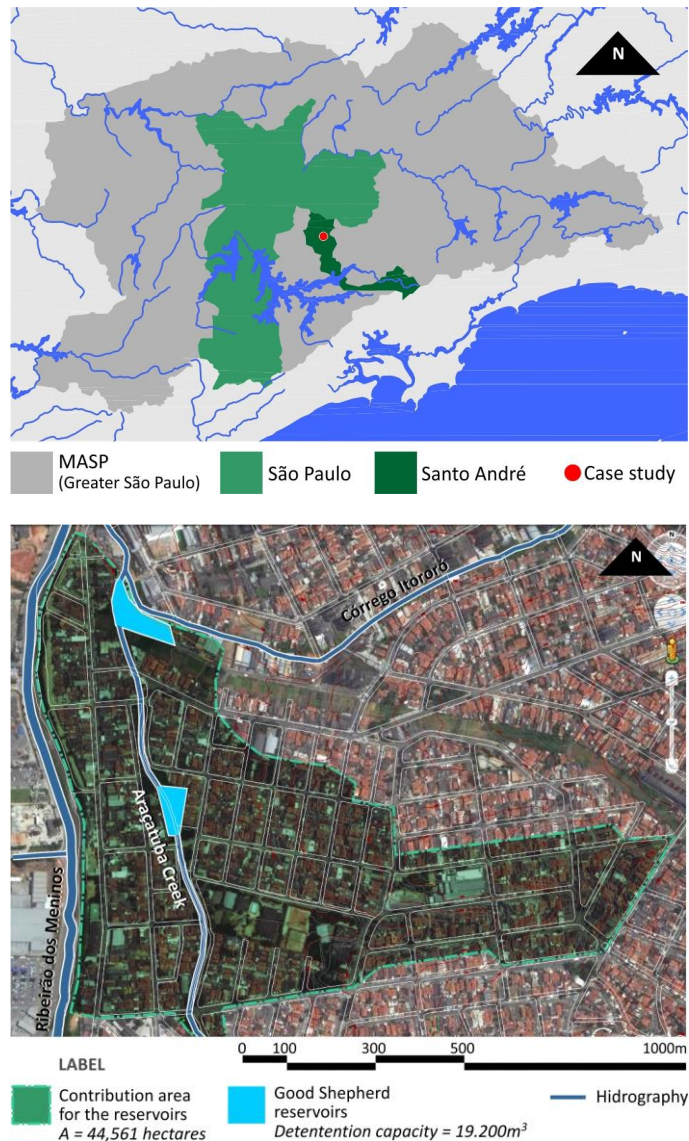 N
MASP
(Greater São Paulo)
São Paulo
Santo André
Case study
N
Córrego Itororó
Araçatuba Creek
Ribeirão dos Meninos
LABEL
0 100 300 500 1000m
Contribution area
for the reservoirs
A = 44,561 hectares
Good Shepherd
reservoirs
Detentention capacity = 19.200m³
Hidrography